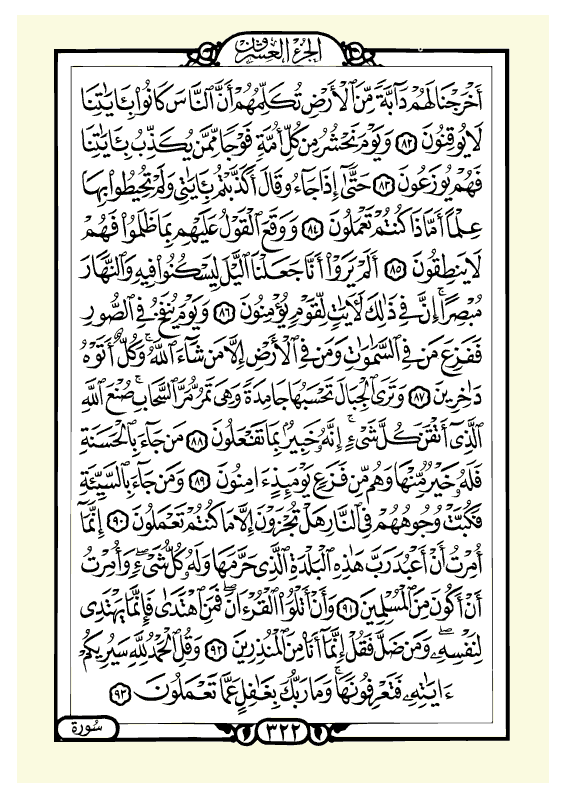 الجزء العشرون
أَخْرَجْنَا لَهُمْ دَآبَّةً مِّنَ ٱلْأَرْضِ تُكَلِّمُهُمْ أَنَّ ٱلنَّاسَ كَانُوا۟ بِـَٔايَـٰتِنَا
لَا يُوقِنُونَ ٨٢ وَيَوْمَ نَحْشُرُ مِن كُلِّ أُمَّةٍ فَوْجًا مِّمَّن يُكَذِّبُ بِـَٔايَـٰتِنَا
فَهُمْ يُوزَعُونَ ٨٣ حَتَّىٰٓ إِذَا جَآءُو قَالَ أَكَذَّبْتُم بِـَٔايَـٰتِى وَلَمْ تُحِيطُوا۟ بِهَا
عِلْمًا أَمَّاذَا كُنتُمْ تَعْمَلُونَ ٨٤ وَوَقَعَ ٱلْقَوْلُ عَلَيْهِم بِمَا ظَلَمُوا۟ فَهُمْ
لَا يَنطِقُونَ ٨٥ أَلَمْ يَرَوْا۟ أَنَّا جَعَلْنَا ٱلَّيْلَ لِيَسْكُنُوا۟ فِيهِ وَٱلنَّهَارَ
مُبْصِرًا ۚ إِنَّ فِى ذَٰلِكَ لَـَٔايَـٰتٍ لِّقَوْمٍ يُؤْمِنُونَ ٨٦ وَيَوْمَ يُنفَخُ فِى ٱلصُّورِ
فَفَزِعَ مَن فِى ٱلسَّمَـٰوَٰتِ وَمَن فِى ٱلْأَرْضِ إِلَّا مَن شَآءَ ٱللَّهُ ۚ وَكُلٌّ أَتَوْهُ
دَٰخِرِينَ ٨٧ وَتَرَى ٱلْجِبَالَ تَحْسَبُهَا جَامِدَةً وَهِىَ تَمُرُّ مَرَّ ٱلسَّحَابِ ۚ صُنْعَ ٱللَّهِ
ٱلَّذِىٓ أَتْقَنَ كُلَّ شَىْءٍ ۚ إِنَّهُۥ خَبِيرٌۢ بِمَا تَفْعَلُونَ ٨٨ مَن جَآءَ بِٱلْحَسَنَةِ
فَلَهُۥ خَيْرٌ مِّنْهَا وَهُم مِّن فَزَعٍ يَوْمَئِذٍ ءَامِنُونَ ٨٩ وَمَن جَآءَ بِٱلسَّيِّئَةِ
فَكُبَّتْ وُجُوهُهُمْ فِى ٱلنَّارِ هَلْ تُجْزَوْنَ إِلَّا مَا كُنتُمْ تَعْمَلُونَ ٩٠ إِنَّمَآ
أُمِرْتُ أَنْ أَعْبُدَ رَبَّ هَـٰذِهِ ٱلْبَلْدَةِ ٱلَّذِى حَرَّمَهَا وَلَهُۥ كُلُّ شَىْءٍ ۖ وَأُمِرْتُ
أَنْ أَكُونَ مِنَ ٱلْمُسْلِمِينَ ٩١ وَأَنْ أَتْلُوَا۟ ٱلْقُرْءَانَ ۖ فَمَنِ ٱهْتَدَىٰ فَإِنَّمَا يَهْتَدِى
لِنَفْسِهِۦ ۖ وَمَن ضَلَّ فَقُلْ إِنَّمَآ أَنَا۠ مِنَ ٱلْمُنذِرِينَ ٩٢ وَقُلِ ٱلْحَمْدُ لِلَّهِ سَيُرِيكُمْ
ءَايَـٰتِهِۦ فَتَعْرِفُونَهَا ۚ وَمَا رَبُّكَ بِغَـٰفِلٍ عَمَّا تَعْمَلُونَ ٩٣
٣٢٢
سُورَة